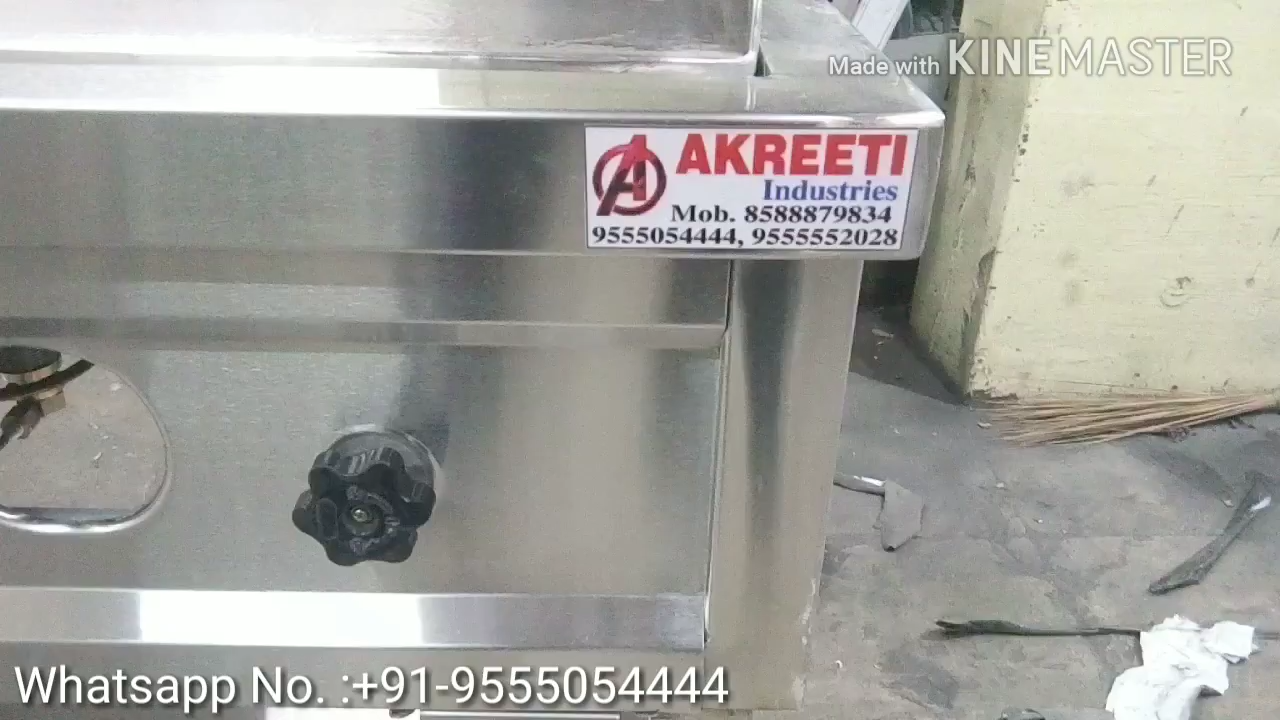 Made with KINEMASTER
A AKREETI
Industries
Mob. 8588879834
9555054444, 9555552028
Whatsapp No. :+91-9555054444